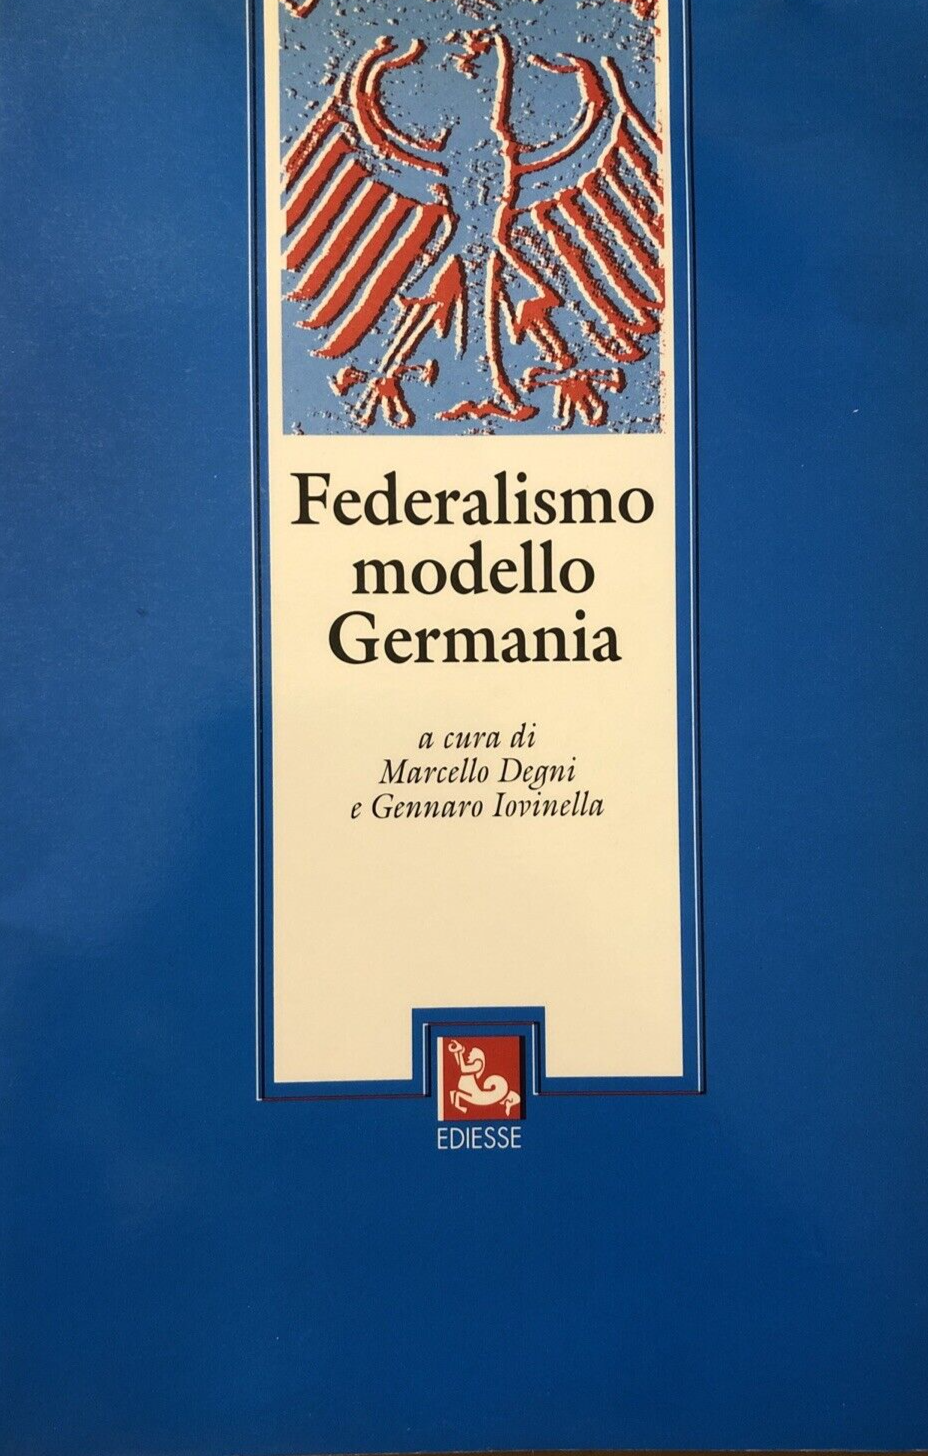 Federalismo
modello
Germania
a cura di
Marcello Degni
e Gennaro Iovinella
EDIESSE